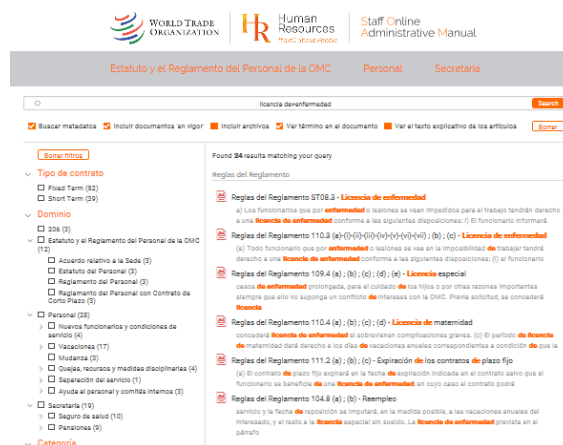 WORLD TRADE
ORGANIZATION
HR
Human
Resources
Staff Online
Administrative Manual
Estatuto y el Reglamento del Personal de la OMC
Personal
Secretaría
licencia de+enfermedad
Search
Buscar metadatos
Incluir documentos 'en vigor'
Incluir archivos
Ver término en el documento
Ver el texto explicativo de los artículos
Borrar
Borrar filtros
Tipo de contrato
Fixed Term (52)
Short Term (39)
Dominio
206 (3)
Estatuto y el Reglamento del Personal de la OMC
(12)
Acuerdo relativo a la Sede (3)
Estatuto del Personal (3)
Reglamento del Personal (3)
Reglamento del Personal con Contrato de
Corto Plazo (3)
Personal (28)
Nuevos funcionarios y condiciones de
servicio (4)
Vacaciones (17)
Mudanza (3)
Quejas, recursos y medidas disciplinarias (4)
Separación del servicio (1)
Ayuda al personal y comités internos (3)
Secretaría (19)
Seguro de salud (10)
Pensiones (9)
Categoría
Found 24 results matching your query
Reglas del Reglamento
Reglas del Reglamento ST08.3 - Licencia de enfermedad
a) Los funcionarios que por enfermedad o lesiones se vean impedidos para el trabajo tendrán derecho
a una licencia de enfermedad conforme a las siguientes disposiciones: i) El funcionario informará
Reglas del Reglamento 110.3 (a)-(i)-(ii)-(iii)-(iv)-(v)-(vi)-(vii) ; (b) ; (c) - Licencia de enfermedad
(a) Todo funcionario que por enfermedad o lesiones se vea en la imposibilidad de trabajar tendrá
derecho a una licencia de enfermedad conforme a las siguientes disposiciones: (i) el funcionario
Reglas del Reglamento 109.4 (a) ; (b) ; (c) ; (d) ; (e) - Licencia especial
casos de enfermedad prolongada, para el cuidado de los hijos o por otras razones importantes
siempre que ello no suponga un conflicto de intereses con la OMC. Previa solicitud, se concederá
licencia
Reglas del Reglamento 110.4 (a) ; (b) ; (c) ; (d) - Licencia de maternidad
concederá licencia de enfermedad si sobrevienen complicaciones graves. (c) El período de licencia
de maternidad dará derecho a los días de vacaciones anuales correspondientes a condición de que la
Reglas del Reglamento 111.2 (a) ; (b) ; (c) - Expiración de los contratos de plazo fijo
(a) El contrato de plazo fijo expirará en la fecha de expiración indicada en el contrato salvo que el
funcionario se beneficie de una licencia de enfermedad, en cuyo caso el contrato podrá
Reglas del Reglamento 104.8 (a) ; (b) - Reempleo
servicio y la fecha de reposición se imputará, en la medida posible, a las vacaciones anuales del
interesado, y el resto a la licencia especial sin sueldo. La licencia de enfermedad prevista en el
párrafo